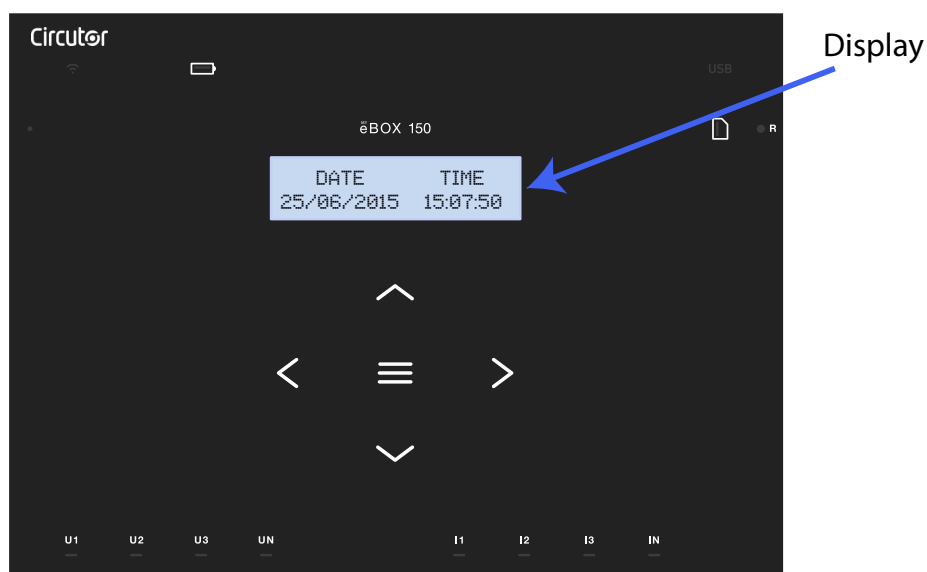 Circutor
Display
USB
MYeBOX 150
R
DATE TIME
25/06/2015 15:07:50
U1 U2 U3 UN I1 I2 I3 IN